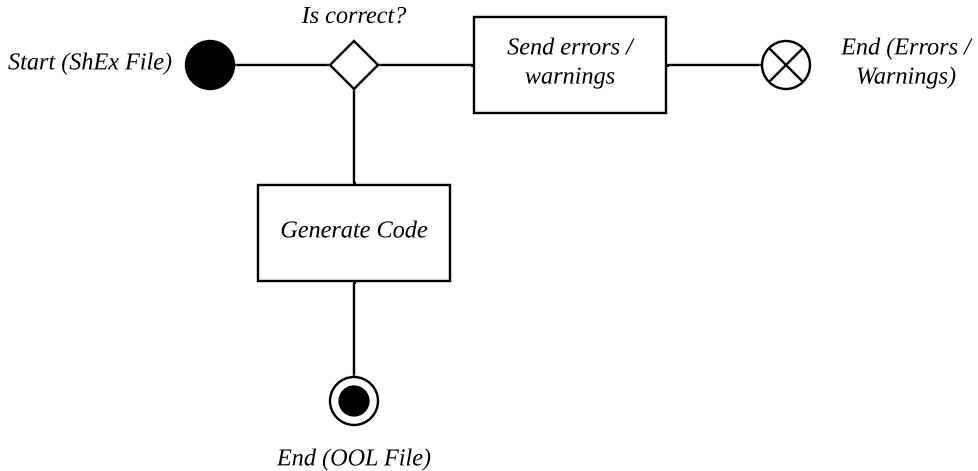 Is correct?
Start (ShEx File)
Send errors /
warnings
End (Errors /
Warnings)
Generate Code
End (OOL File)